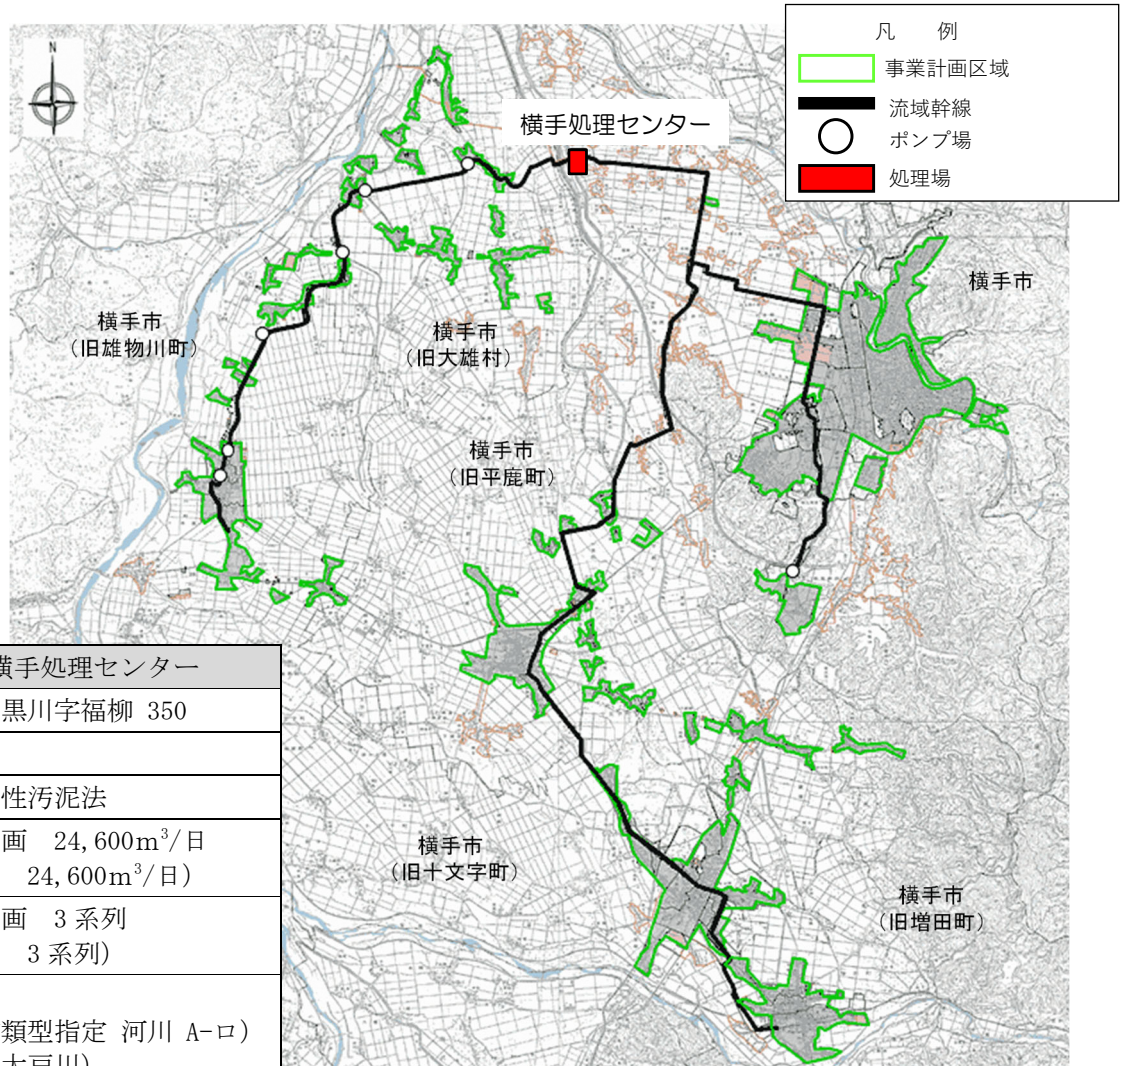 N
凡 例
事業計画区域
流域幹線
ポンプ場
処理場
横手処理センター
横手市
横手市
(旧雄物川町)
横手市
(旧大雄村)
横手市
(旧平鹿町)
横手市
(旧十文字町)
横手市
(旧増田町)
横手処理センター
黒川字福柳 350
性汚泥法
画 24,600m³/日
24,600m³/日)
画 3系列
3系列)
類型指定 河川 A-ロ)